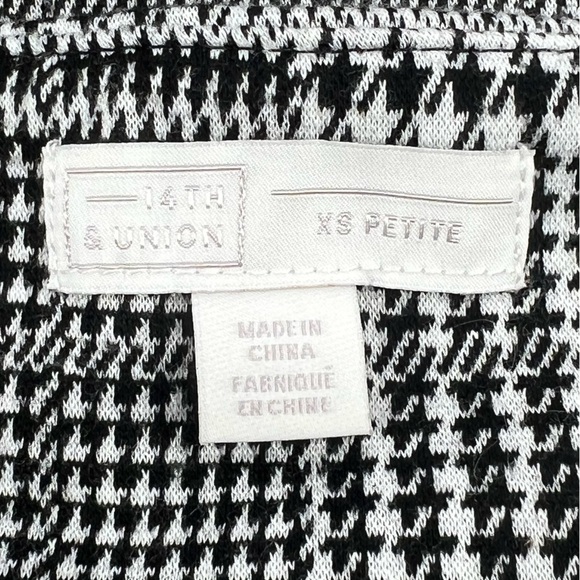 14TH
& UNION
XS PETITE
MADE IN
CHINA
FABRIQUÉ
EN CHINE